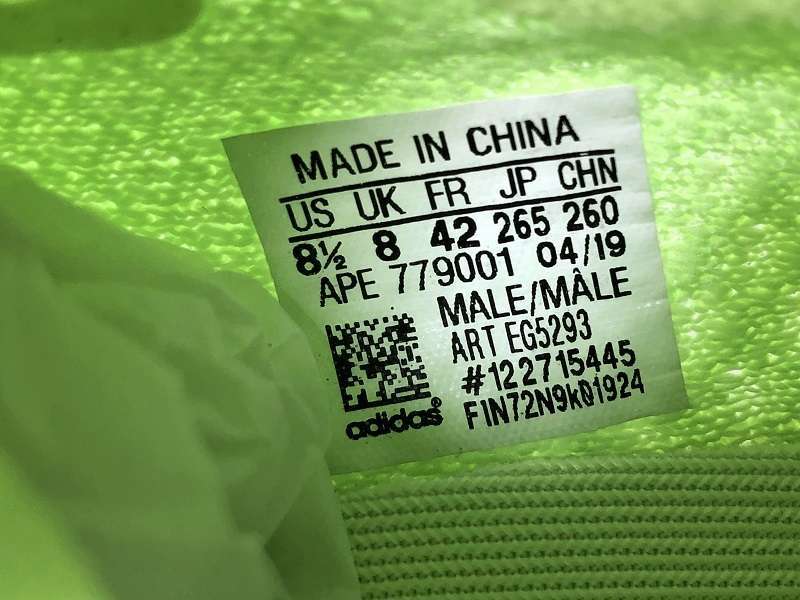 MADE IN CHINA
US UK FR JP CHN
8½ 8 42 265 260
APE 779001 04/19
MALE/MÂLE
ART EG5293
#122715445
FIN72N9k01924
adidas®